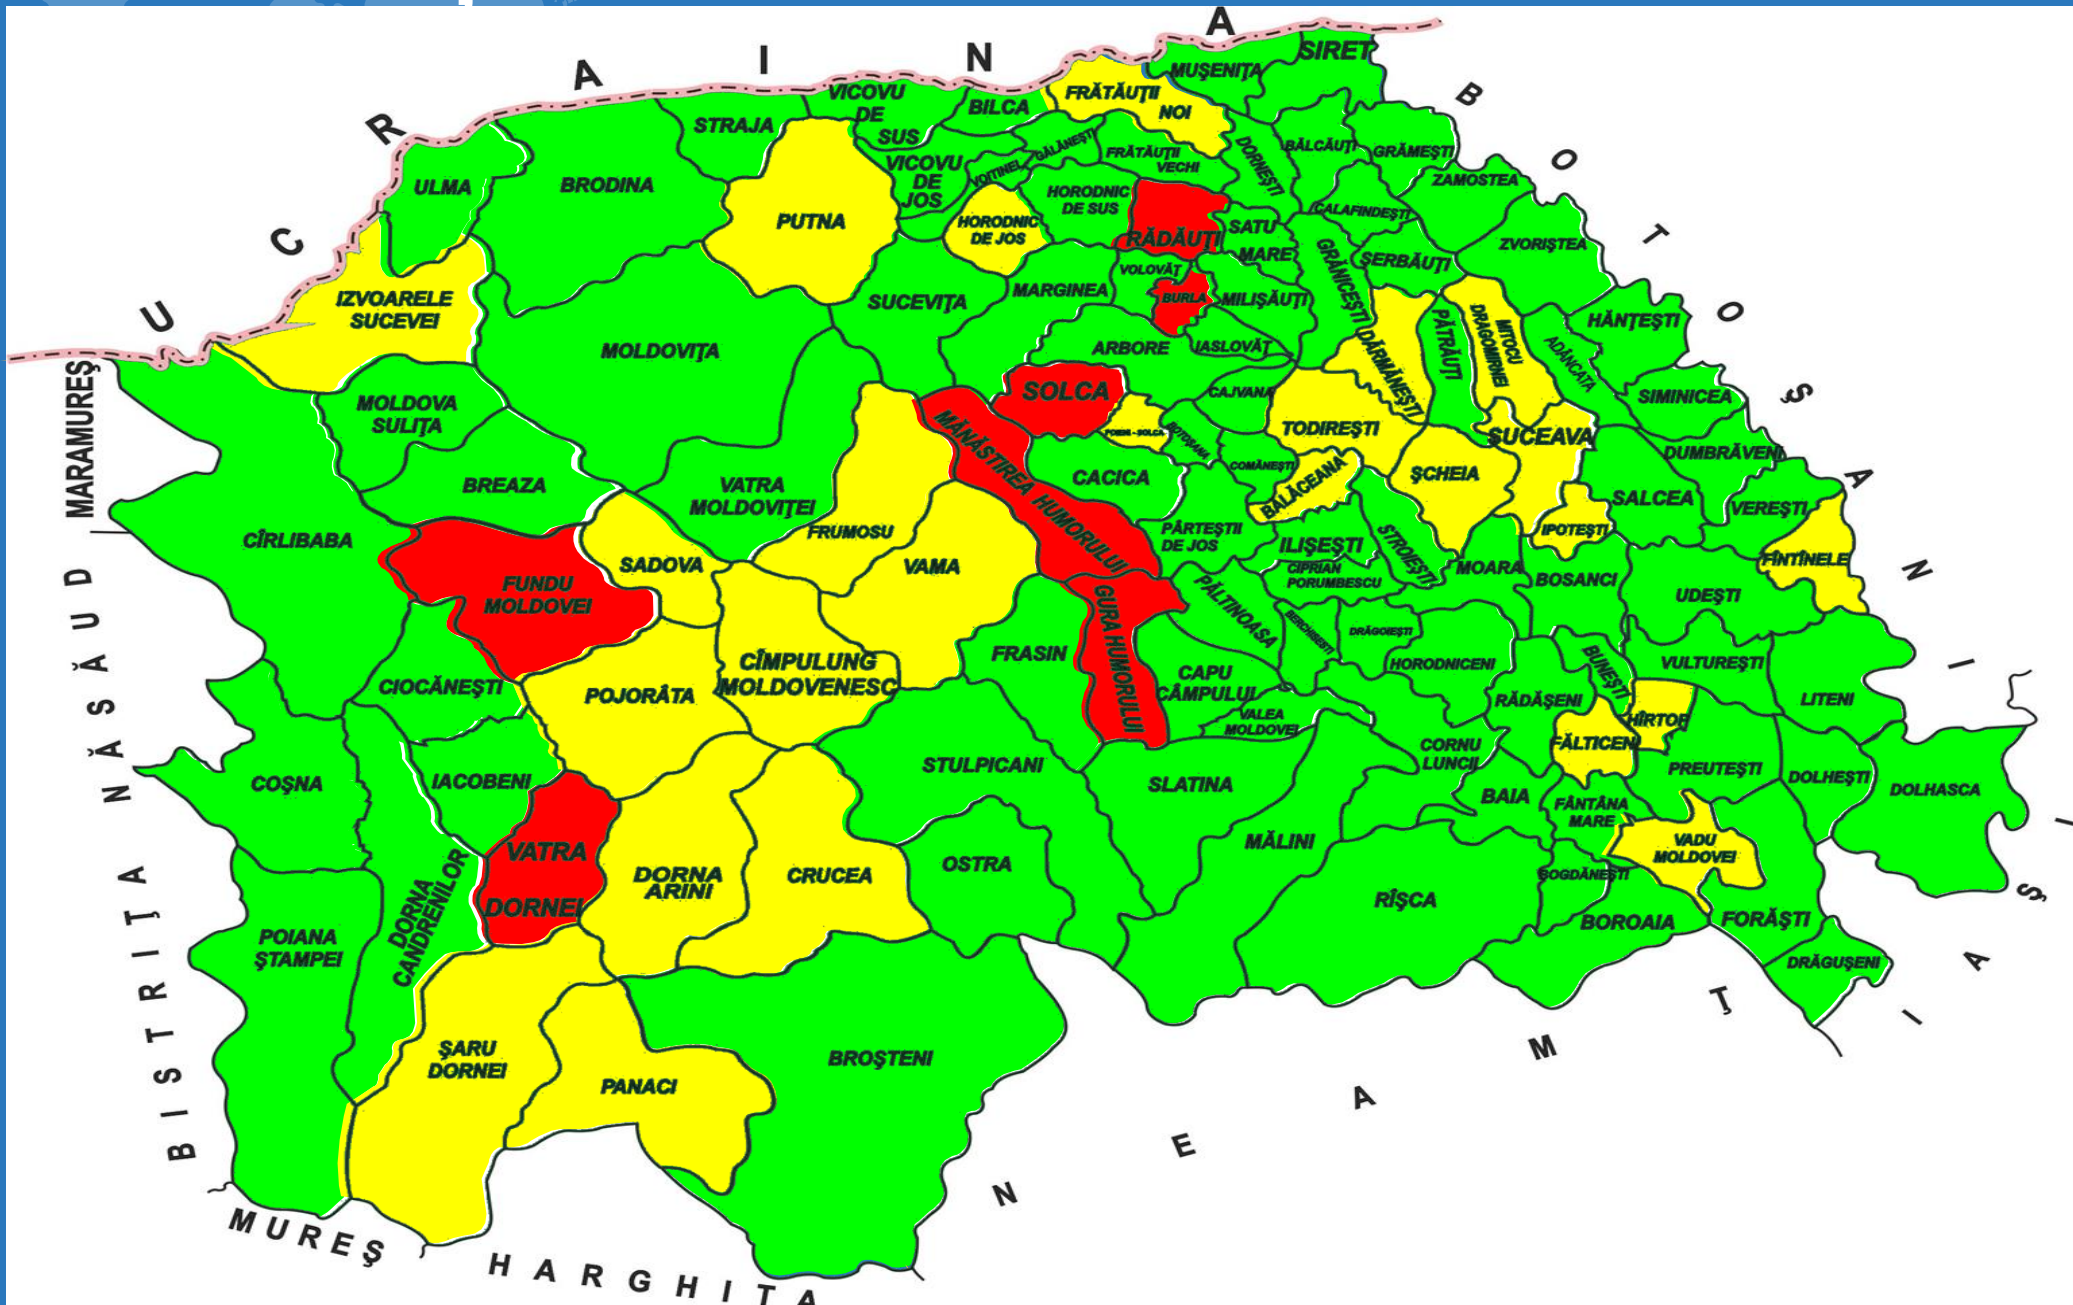 U C R A I N A
MARAMUREŞ
BISTRIŢA NĂSĂUD
MUREŞ
HARGHITA
NEAMŢ
IAŞI
BOTOŞANI
SIRET
MUŞENIŢA
FRĂTĂUŢII
NOI
VICOVU
DE
SUS
BILCA
STRAJA
ULMA
BRODINA
PUTNA
VICOVU
DE
JOS
VOITINEL
GĂLĂNEŞTI
FRĂTĂUŢII
VECHI
DORNEŞTI
BĂLCĂUŢI
GRĂMEŞTI
ZAMOSTEA
HORODNIC
DE SUS
HORODNIC
DE JOS
RĂDĂUŢI
SATU
MARE
CALAFINDEŞTI
ZVORIŞTEA
GRĂNICEŞTI
ŞERBĂUŢI
IZVOARELE
SUCEVEI
SUCEVIŢA
MARGINEA
VOLOVĂŢ
BURLA
MILIŞĂUŢI
HĂNŢEŞTI
MOLDOVIŢA
ARBORE
IASLOVĂŢ
DĂRMĂNEŞTI
PĂTRĂUŢI
MITOCU
DRAGOMIRNEI
ADÂNCATA
SIMINICEA
MOLDOVA
SULIŢA
SOLCA
CAJVANA
POIENI - SOLCA
BOTOŞANA
TODIREŞTI
SUCEAVA
DUMBRĂVENI
MĂNĂSTIREA HUMORULUI
CACICA
COMĂNEŞTI
BĂLĂCEANA
ŞCHEIA
SALCEA
VEREŞTI
BREAZA
VATRA
MOLDOVIŢEI
FRUMOSU
CÎRLIBABA
PÂRTEŞTII
DE JOS
ILIŞEŞTI
STROIEŞTI
IPOTEŞTI
FÎNTÎNELE
FUNDU
MOLDOVEI
SADOVA
VAMA
CIPRIAN
PORUMBESCU
MOARA
BOSANCI
UDEŞTI
GURA HUMORULUI
PĂLTINOASA
BERCHIŞEŞTI
DRĂGOIEŞTI
HORODNICENI
BUNEŞTI
VULTUREŞTI
LITENI
CIOCĂNEŞTI
POJORÂTA
CÎMPULUNG
MOLDOVENESC
FRASIN
CAPU
CÂMPULUI
VALEA
MOLDOVEI
RĂDĂŞENI
HÎRTOP
FĂLTICENI
COŞNA
IACOBENI
STULPICANI
SLATINA
CORNU
LUNCII
BAIA
PREUTEŞTI
DOLHEŞTI
DOLHASCA
FÂNTÂNA
MARE
VATRA
DORNEI
DORNA
ARINI
CRUCEA
OSTRA
MĂLINI
RÎŞCA
VADU
MOLDOVEI
BOGDĂNEŞTI
BOROAIA
FORĂŞTI
DRĂGUŞENI
POIANA
ŞTAMPEI
DORNA
CANDRENILOR
ŞARU
DORNEI
PANACI
BROŞTENI